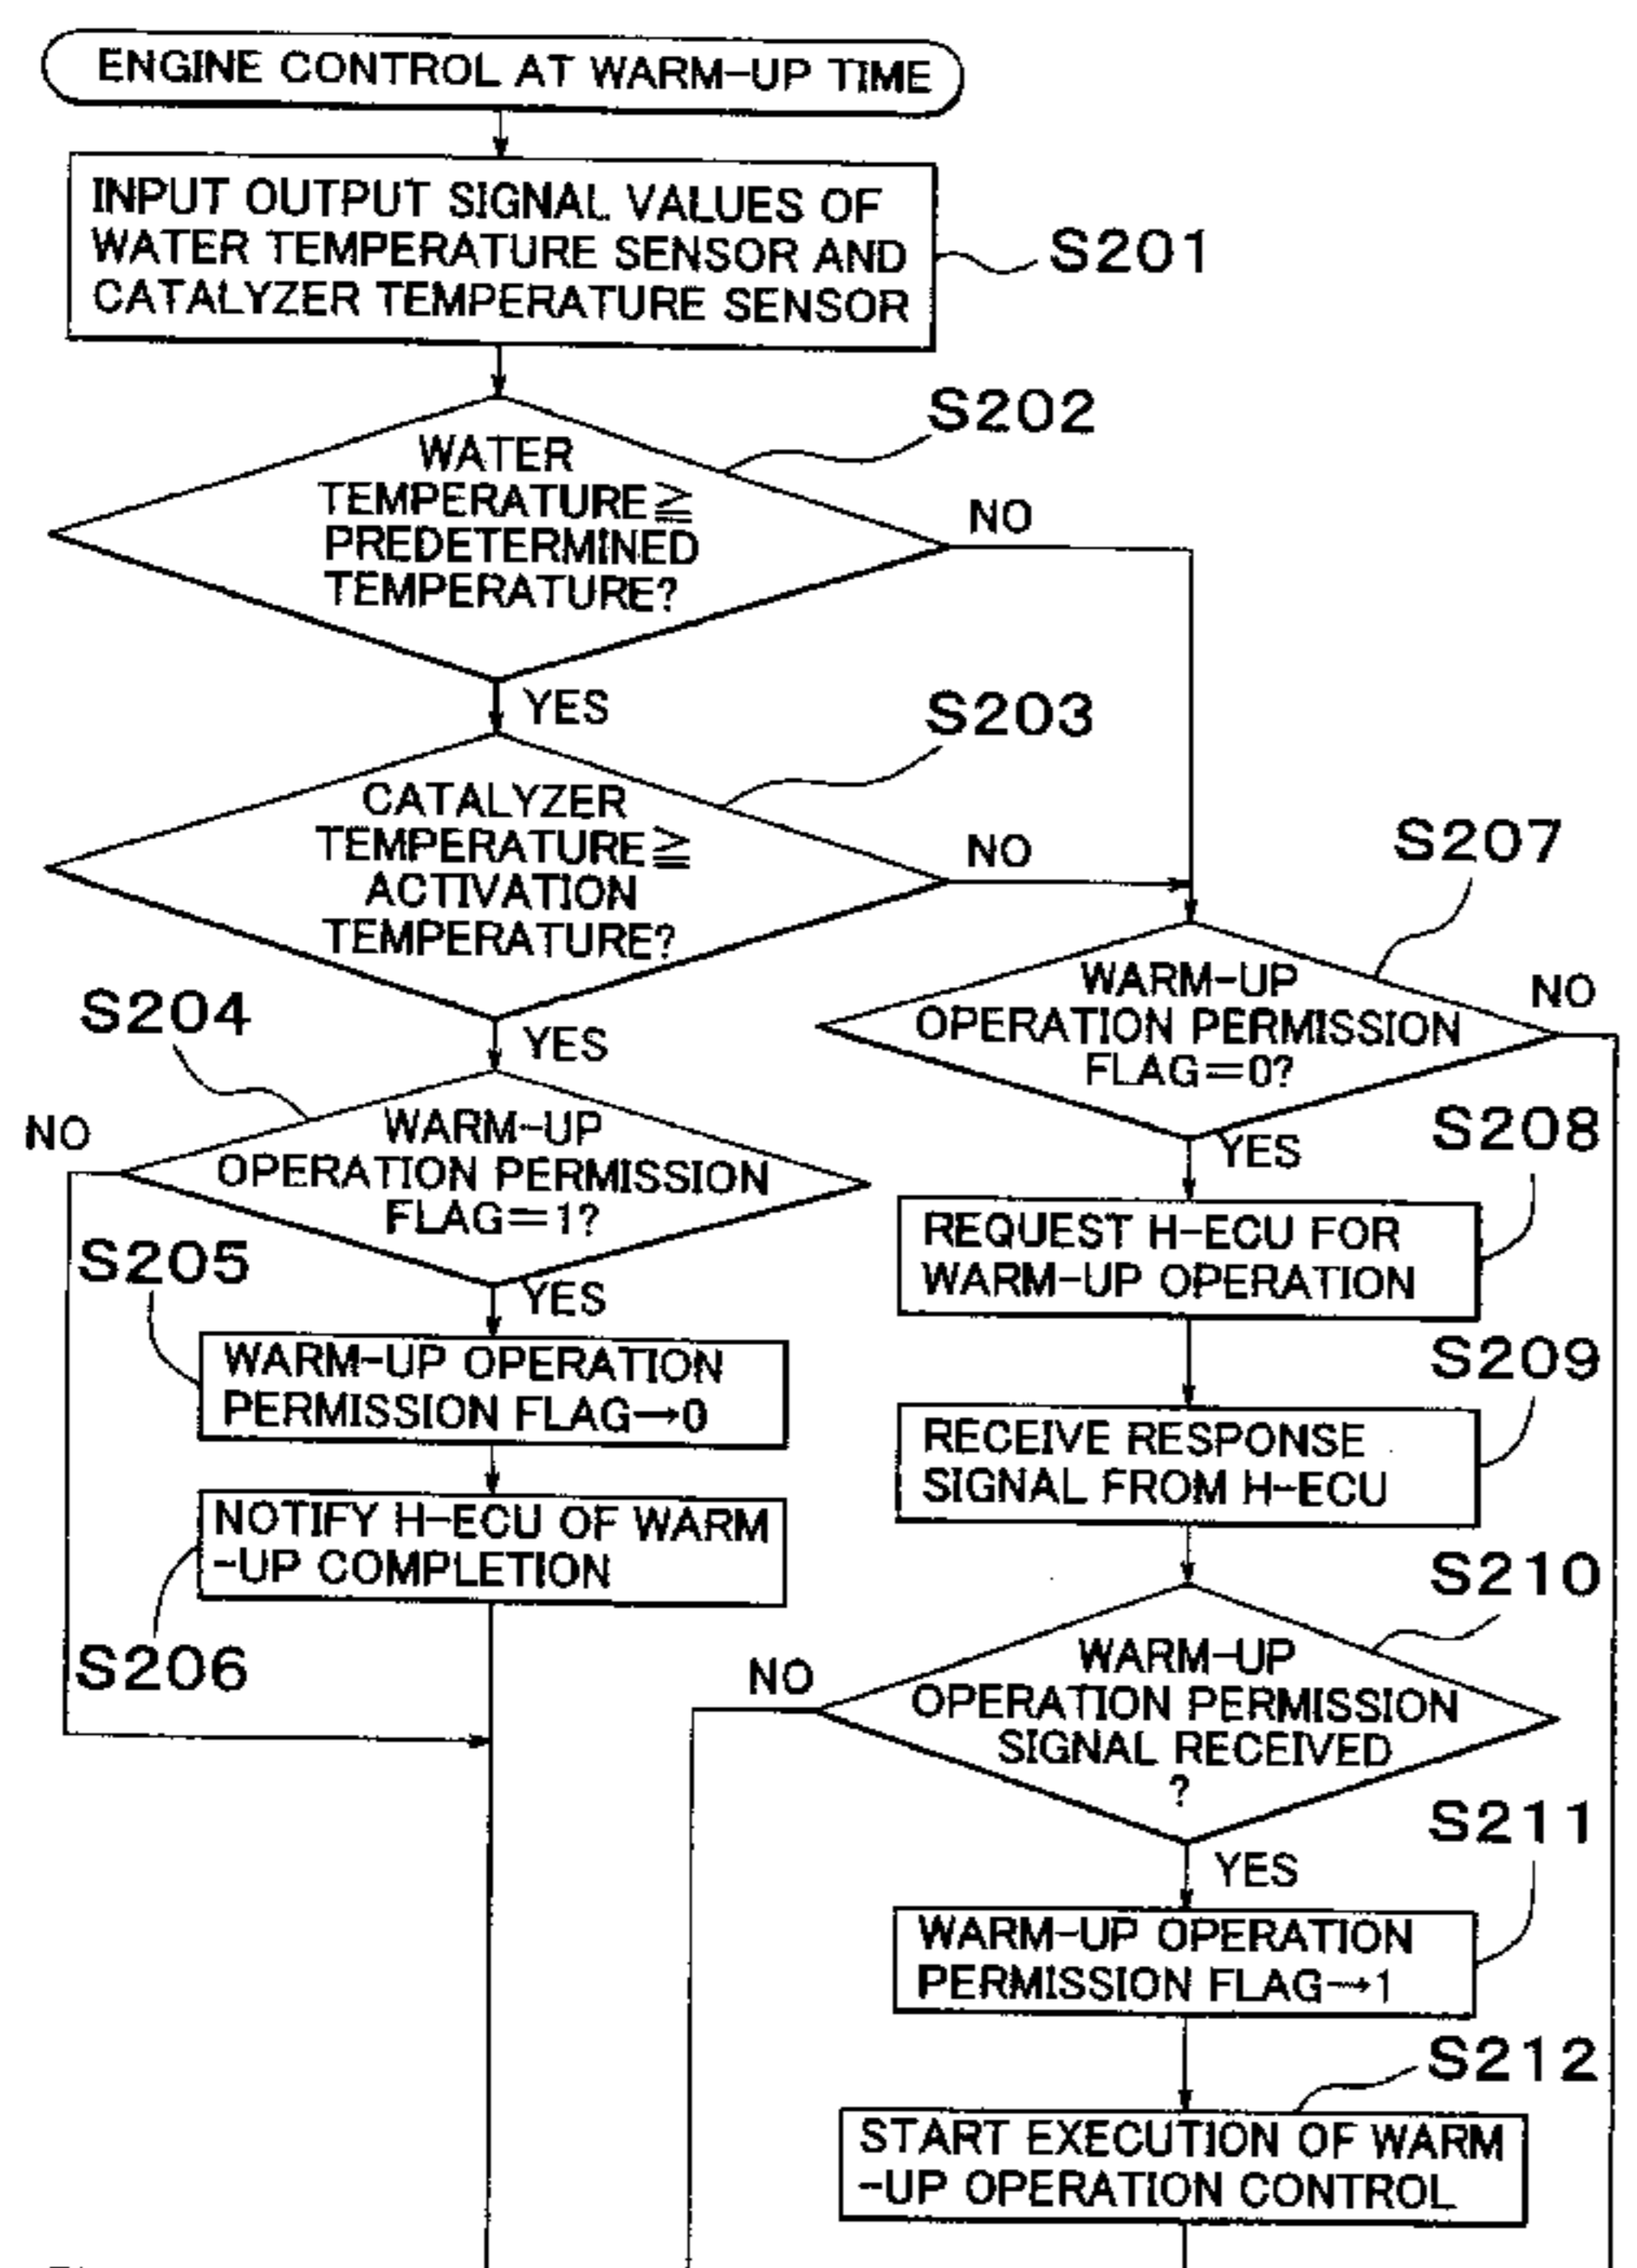 ENGINE CONTROL AT WARM-UP TIME
INPUT OUTPUT SIGNAL VALUES OF
WATER TEMPERATURE SENSOR AND
CATALYZER TEMPERATURE SENSOR
S201
S202
WATER
TEMPERATURE≧
PREDETERMINED
TEMPERATURE?
NO
YES
S203
CATALYZER
TEMPERATURE≧
ACTIVATION
TEMPERATURE?
NO
YES
S204
WARM-UP
OPERATION PERMISSION
FLAG=1?
NO
YES
S205
WARM-UP OPERATION
PERMISSION FLAG→0
NOTIFY H-ECU OF WARM
-UP COMPLETION
S206
S207
WARM-UP
OPERATION PERMISSION
FLAG=0?
NO
YES
S208
REQUEST H-ECU FOR
WARM-UP OPERATION
S209
RECEIVE RESPONSE
SIGNAL FROM H-ECU
S210
WARM-UP
OPERATION PERMISSION
SIGNAL RECEIVED
?
NO
YES
S211
WARM-UP OPERATION
PERMISSION FLAG→1
S212
START EXECUTION OF WARM
-UP OPERATION CONTROL